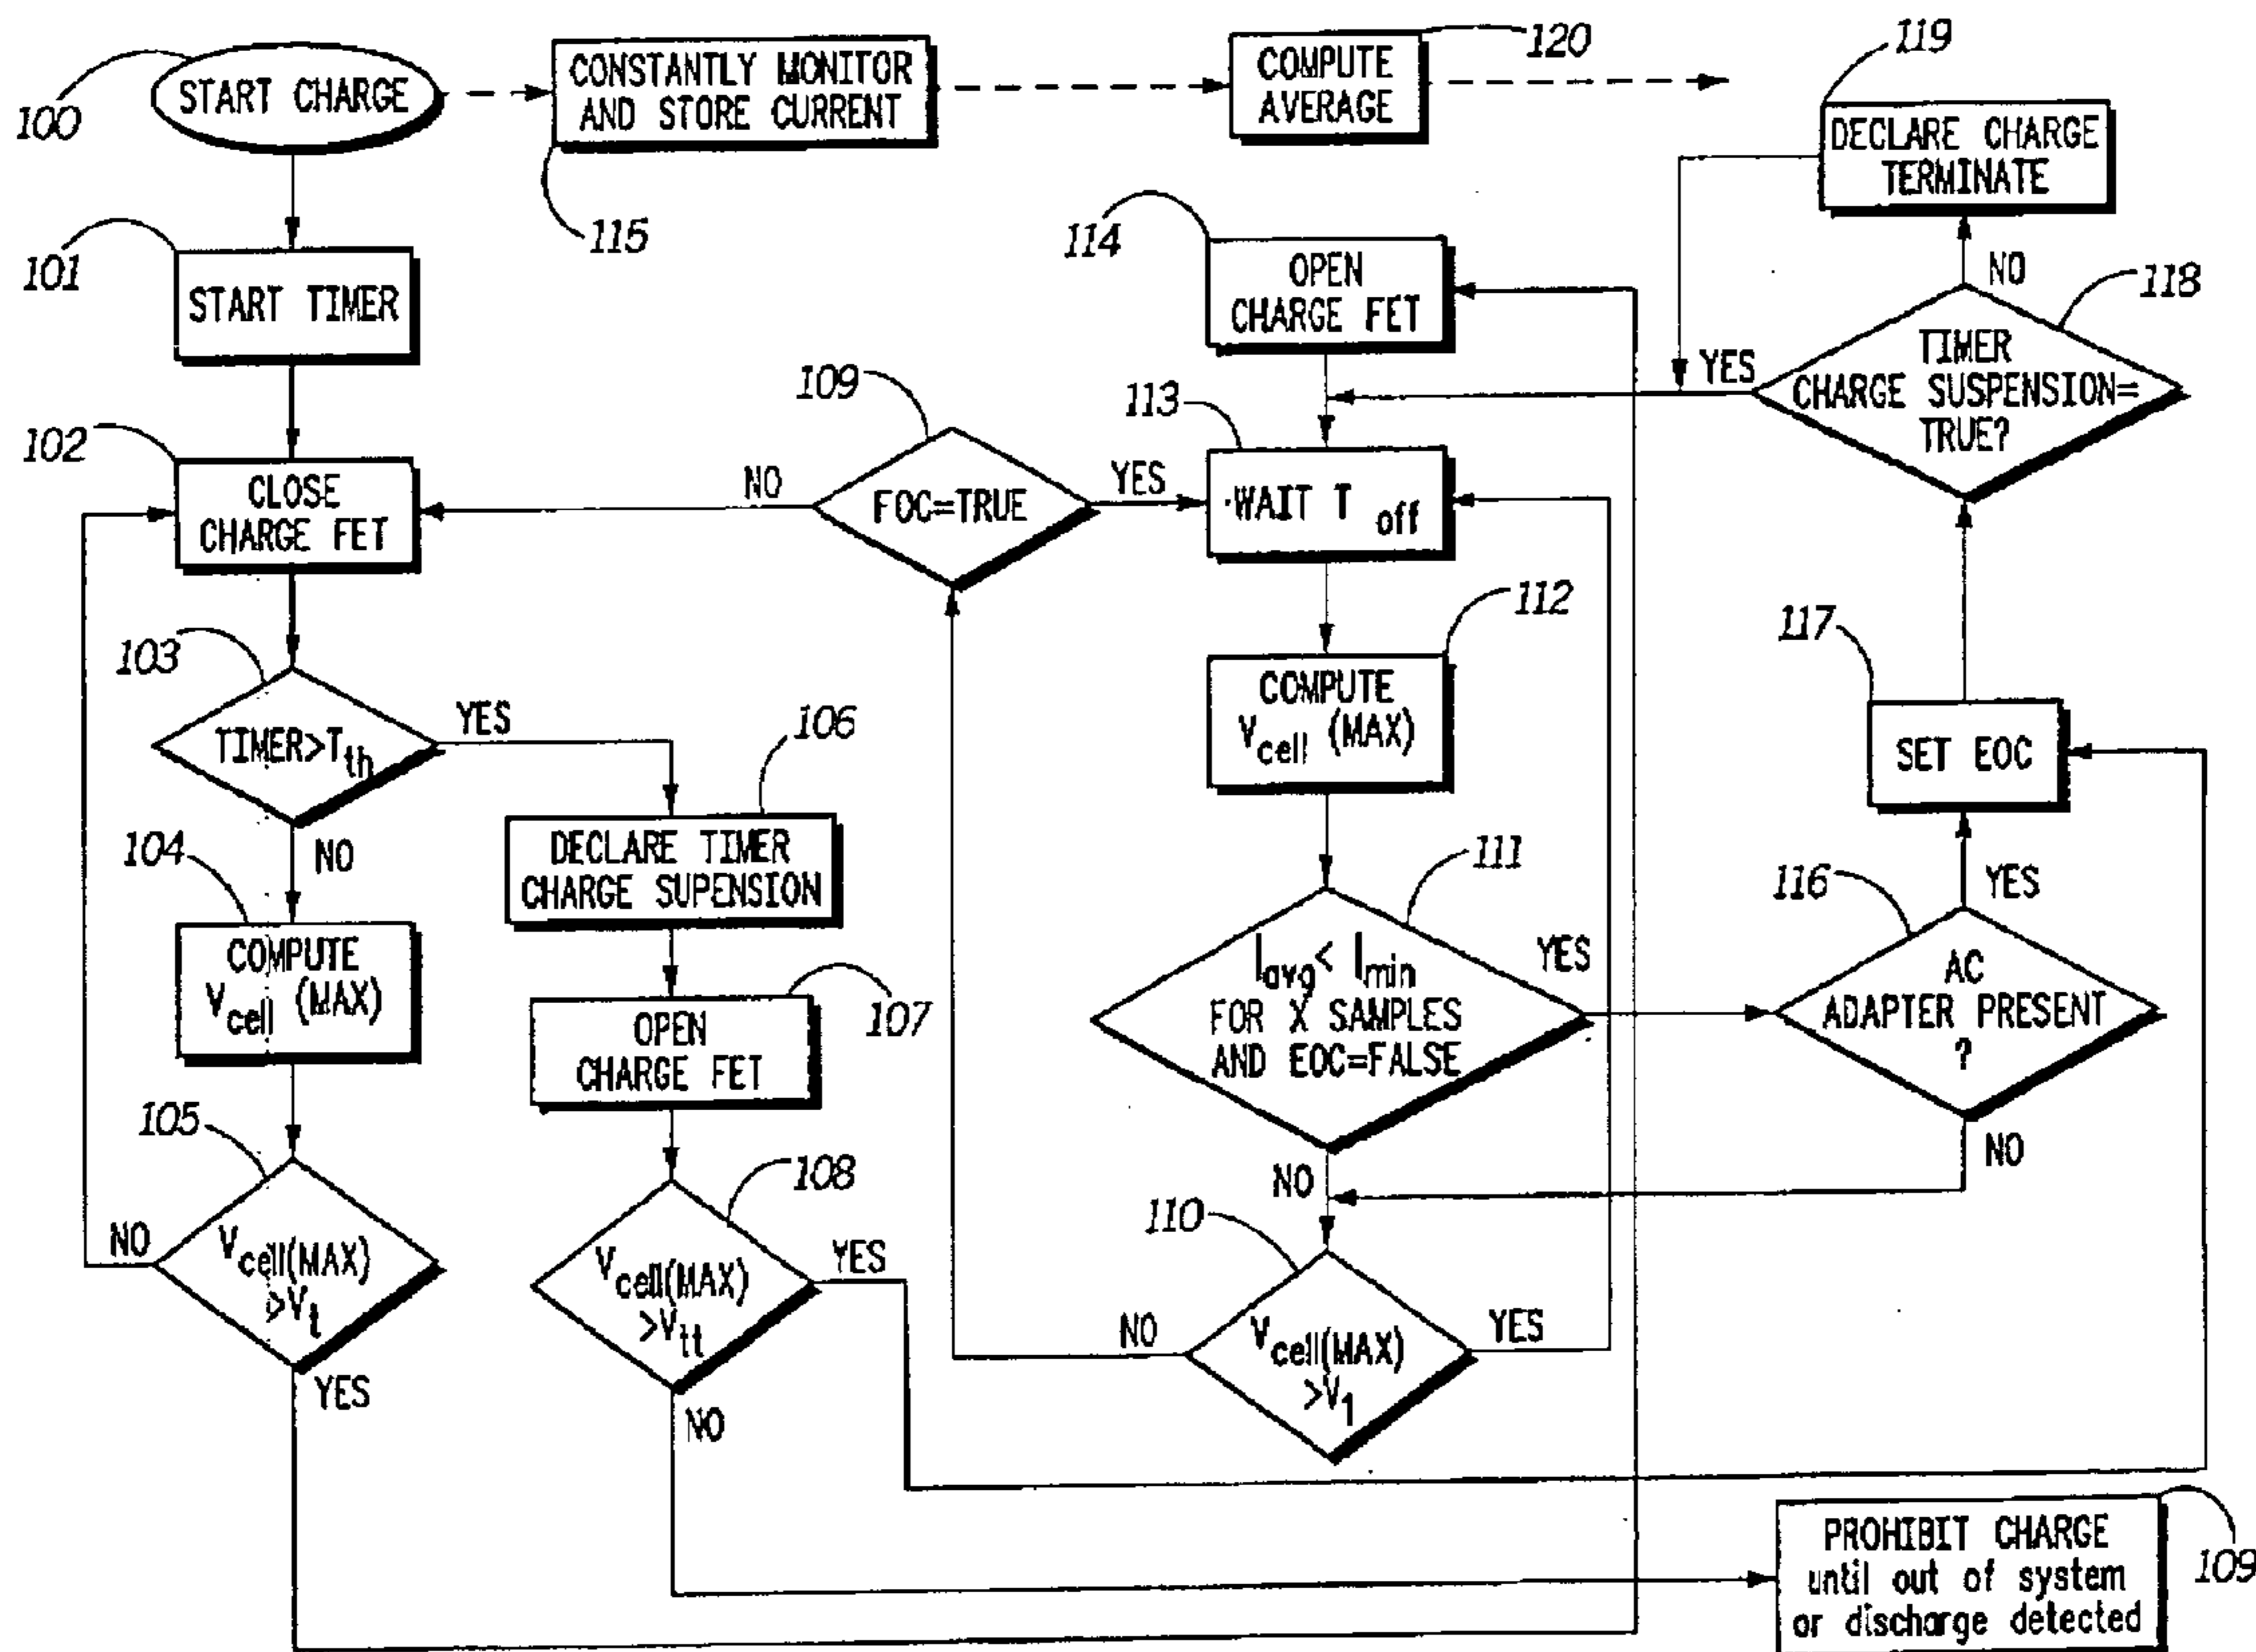 100
START CHARGE
CONSTANTLY MONITOR
AND STORE CURRENT
115
COMPUTE
AVERAGE
120
119
DECLARE CHARGE
TERMINATE
101
START TIMER
114
OPEN
CHARGE FET
NO
118
TIMER
CHARGE SUSPENSION=
TRUE?
YES
102
CLOSE
CHARGE FET
109
NO
FOC=TRUE
YES
113
WAIT T off
112
COMPUTE
Vcell (MAX)
117
SET EOC
103
TIMER>Tth
YES
NO
106
DECLARE TIMER
CHARGE SUPENSION
104
COMPUTE
Vcell (MAX)
107
OPEN
CHARGE FET
111
Iavg< Imin
FOR X SAMPLES
AND EOC=FALSE
YES
NO
116
YES
AC
ADAPTER PRESENT
?
NO
105
NO
Vcell(MAX)
>Vt
YES
108
Vcell(MAX)
>Vtt
YES
NO
110
NO
Vcell(MAX)
>V1
YES
PROHIBIT CHARGE
until out of system
or discharge detected
109